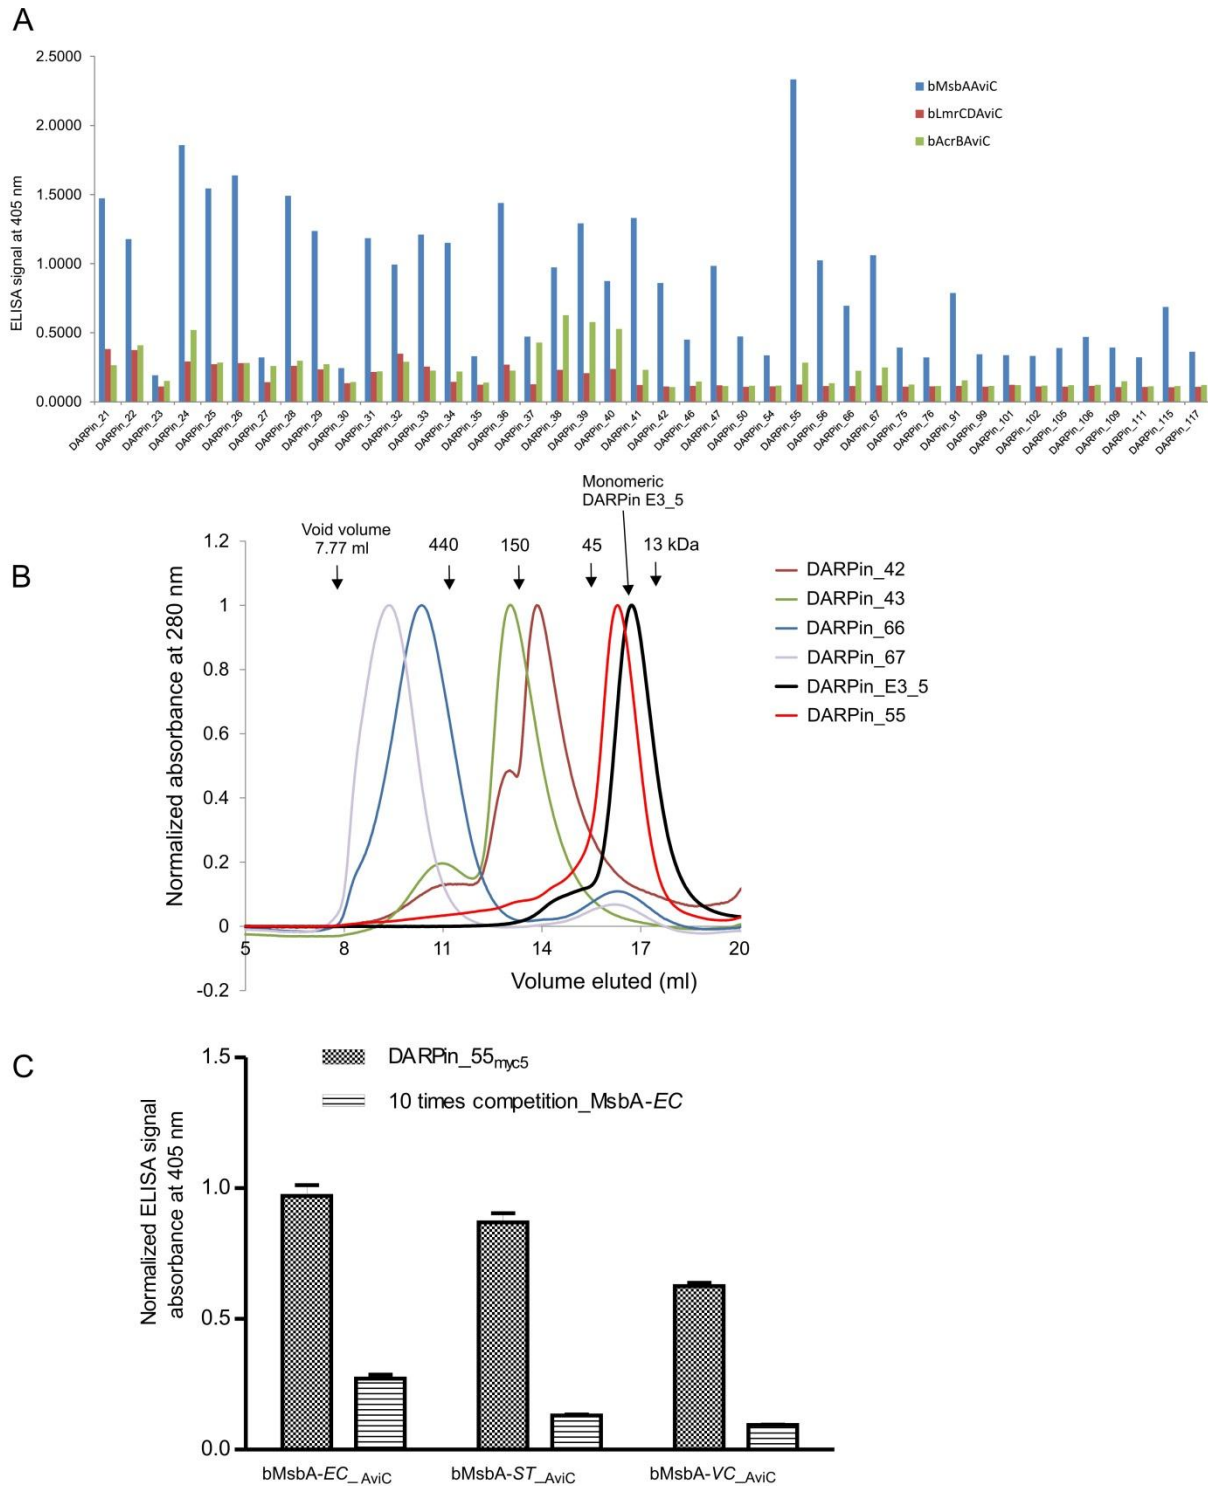 A
2.5000
2.0000
1.5000
1.0000
0.5000
0.0000
ELISA signal at 405 nm
bMsbAAviC
bLmrCDAviC
bAcrBAviC
DARPin_21
DARPin_22
DARPin_23
DARPin_24
DARPin_25
DARPin_26
DARPin_27
DARPin_28
DARPin_29
DARPin_30
DARPin_31
DARPin_32
DARPin_33
DARPin_34
DARPin_35
DARPin_36
DARPin_37
DARPin_38
DARPin_39
DARPin_40
DARPin_41
DARPin_42
DARPin_46
DARPin_47
DARPin_50
DARPin_54
DARPin_55
DARPin_56
DARPin_66
DARPin_67
DARPin_75
DARPin_76
DARPin_91
DARPin_99
DARPin_101
DARPin_102
DARPin_105
DARPin_106
DARPin_109
DARPin_111
DARPin_115
DARPin_117
B
Monomeric
DARPin E3_5
Void volume
7.77 ml
440
150
45
13 kDa
1.2
1
0.8
0.6
0.4
0.2
0
-0.2
Normalized absorbance at 280 nm
5
8
11
14
17
20
Volume eluted (ml)
DARPin_42
DARPin_43
DARPin_66
DARPin_67
DARPin_E3_5
DARPin_55
C
1.5
1.0
0.5
0.0
Normalized ELISA signal
absorbance at 405 nm
DARPin_55myc5
10 times competition_MsbA-EC
bMsbA-EC_AviC
bMsbA-ST_AviC
bMsbA-VC_AviC